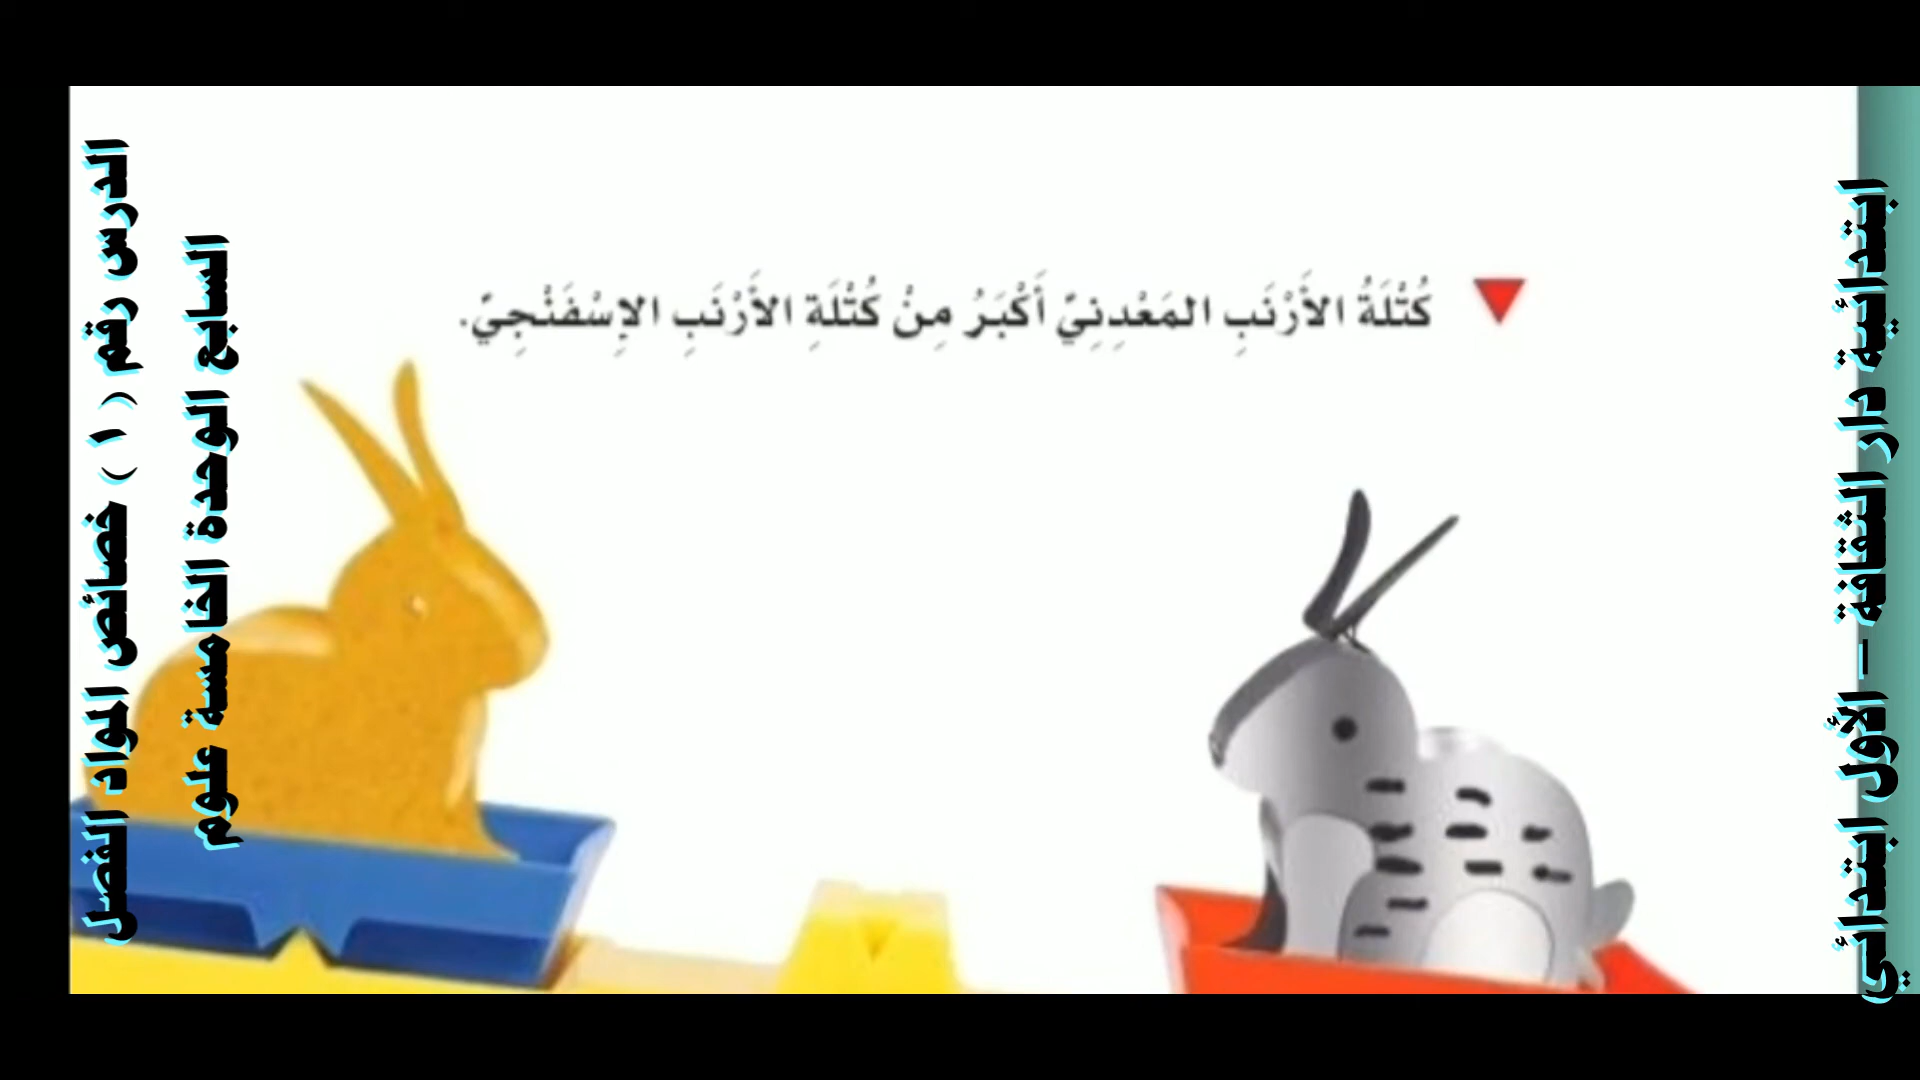 كُتْلَةُ الأَرْنَبِ المَعْدِنِيِّ أَكْبَرُ مِنْ كُتْلَةِ الأَرْنَبِ الإِسْفَنْجِيِّ.
الدرس رقم ( ١ ) خصائص المواد الفصل
السابع الوحدة الخامسة علوم
ابتدائية دار الثقافة – الأول ابتدائي